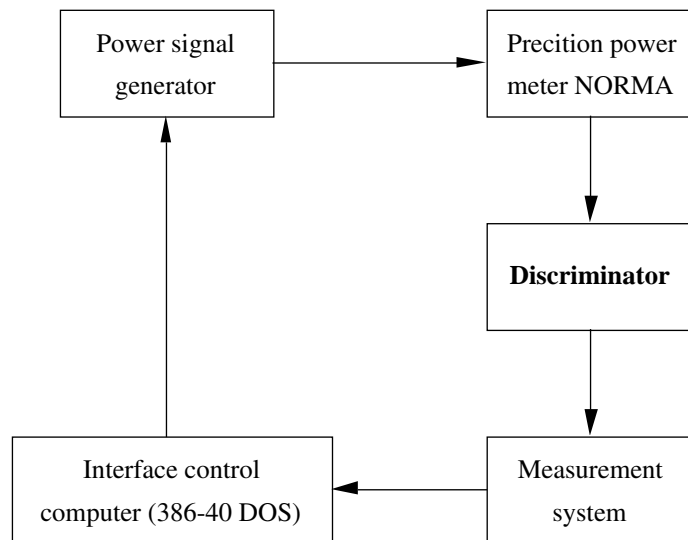 Power signal
generator
Precition power
meter NORMA
Discriminator
Interface control
computer (386-40 DOS)
Measurement
system